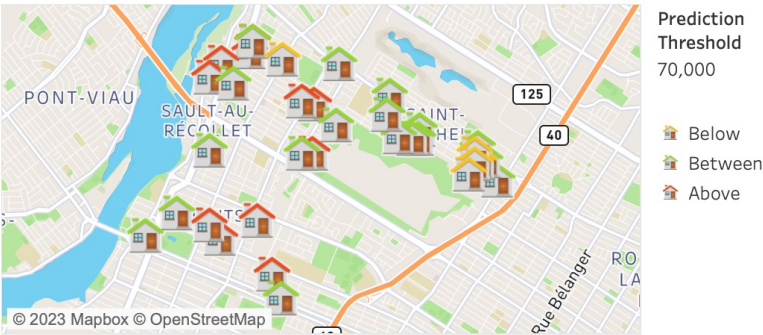 Prediction
Threshold
70,000
PONT-VIAU
125
SAULT-AU-
RÉCOLLET
SAINT-
40
Below
Between
Above
RO
LA
Rue Bélanger
© 2023 Mapbox © OpenStreetMap